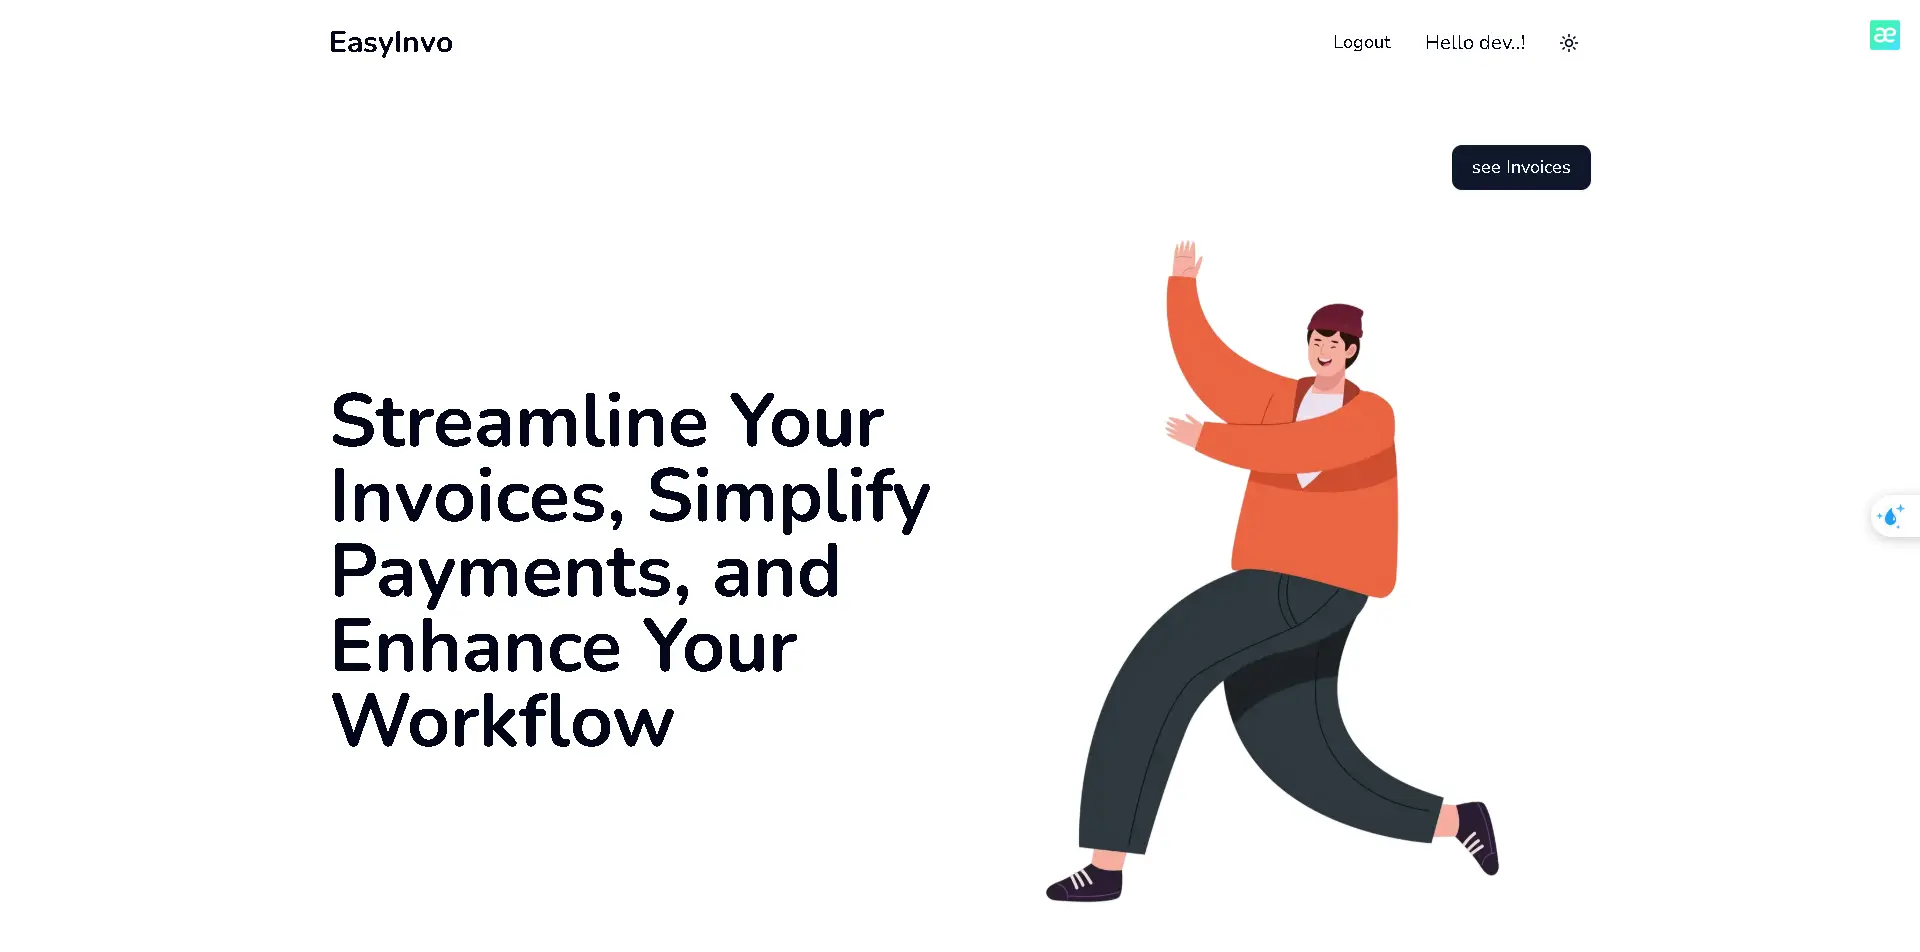 EasyInvo
Logout
Hello dev..!
æ
see Invoices
Streamline Your
Invoices, Simplify
Payments, and
Enhance Your
Workflow